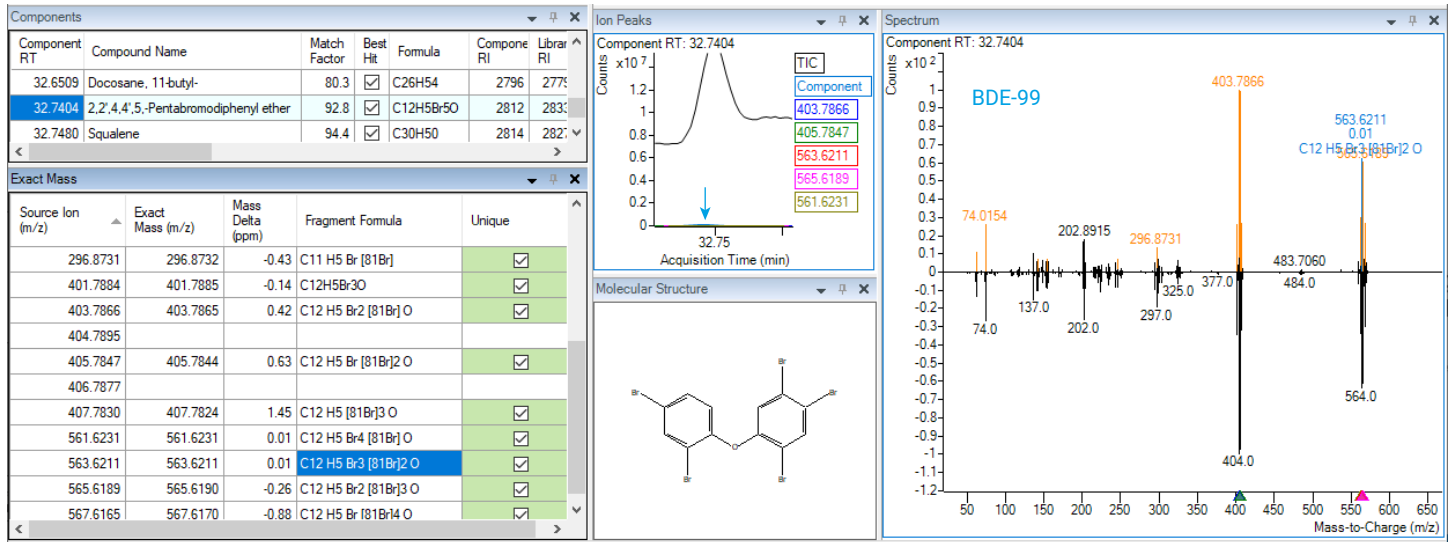 Components
Component RT Compound Name Match Factor Best Hit Formula Compone RI Librar RI
32.6509 Docosane, 11-butyl- 80.3 C26H54 2796 2779
32.7404 2,2',4,4',5,-Pentabromodiphenyl ether 92.8 C12H5Br5O 2812 2833
32.7480 Squalene 94.4 C30H50 2814 2827
Exact Mass
Source Ion (m/z) Exact Mass (m/z) Mass Delta (ppm) Fragment Formula Unique
296.8731 296.8732 -0.43 C11 H5 Br [81Br]
401.7884 401.7885 -0.14 C12H5Br3O
403.7866 403.7865 0.42 C12 H5 Br2 [81Br] O
404.7895
405.7847 405.7844 0.63 C12 H5 Br [81Br]2 O
406.7877
407.7830 407.7824 1.45 C12 H5 [81Br]3 O
561.6231 561.6231 0.01 C12 H5 Br4 [81Br] O
563.6211 563.6211 0.01 C12 H5 Br3 [81Br]2 O
565.6189 565.6190 -0.26 C12 H5 Br2 [81Br]3 O
567.6165 567.6170 -0.88 C12 H5 Br [81Br]4 O
Ion Peaks
Component RT: 32.7404
Counts
x10 7
1.2
1
0.8
0.6
0.4
0.2
0
32.75
Acquisition Time (min)
TIC
Component
403.7866
405.7847
563.6211
565.6189
561.6231
Molecular Structure
Br
Br
Br
O
Br
Br
Spectrum
Component RT: 32.7404
Counts
x10 2
1
0.9
0.8
0.7
0.6
0.5
0.4
0.3
0.2
0.1
0
-0.1
-0.2
-0.3
-0.4
-0.5
-0.6
-0.7
-0.8
-0.9
-1
-1.1
-1.2
BDE-99
403.7866
563.6211
0.01
C12 H5 Br3 [81Br]2 O
74.0154
202.8915
296.8731
483.7060
74.0
137.0
202.0
297.0
325.0
377.0
484.0
564.0
404.0
50 100 150 200 250 300 350 400 450 500 550 600 650
Mass-to-Charge (m/z)